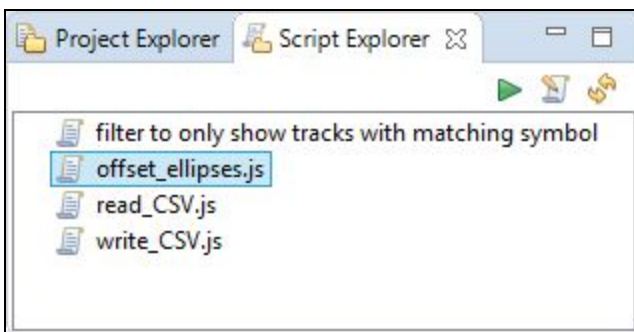 Project Explorer Script Explorer
filter to only show tracks with matching symbol
offset_ellipses.js
read_CSV.js
write_CSV.js